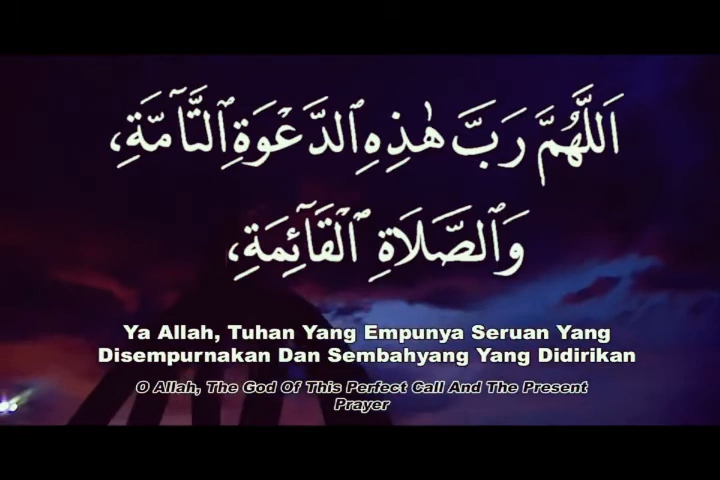 اَللّٰهُمَّ رَبَّ هٰذِهِ ٱلدَّعْوَةِ ٱلتَّآمَّةِ،
وَٱلصَّلَاةِ ٱلْقَآئِمَةِ،
Ya Allah, Tuhan Yang Empunya Seruan Yang
Disempurnakan Dan Sembahyang Yang Didirikan
O Allah, The God Of This Perfect Call And The Present
Prayer